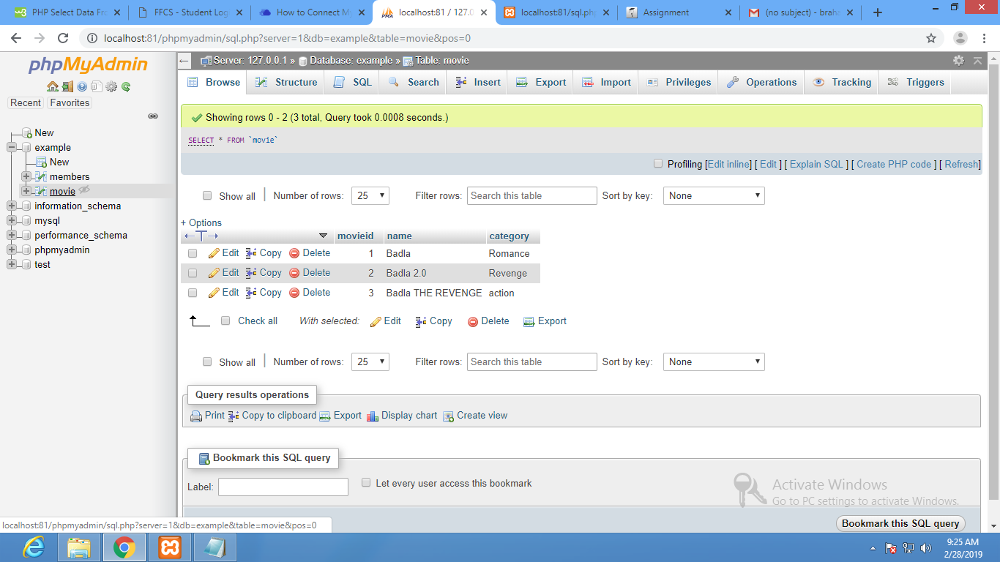 PHP Select Data Fro
FFCS - Student Log
How to Connect My
localhost:81 / 127.0
localhost:81/sql.ph
Assignment
(no subject) - brah
localhost:81/phpmyadmin/sql.php?server=1&db=example&table=movie&pos=0
phpMyAdmin
Recent Favorites
New
example
New
members
movie
information_schema
mysql
performance_schema
phpmyadmin
test
Server: 127.0.0.1 » Database: example » Table: movie
Browse Structure SQL Search Insert Export Import Privileges Operations Tracking Triggers
Showing rows 0 - 2 (3 total, Query took 0.0008 seconds.)
SELECT * FROM `movie`
Profiling [Edit inline] [ Edit ] [ Explain SQL ] [ Create PHP code ] [ Refresh]
Show all Number of rows: 25 Filter rows: Search this table Sort by key: None
+ Options
movieid name category
Edit Copy Delete 1 Badla Romance
Edit Copy Delete 2 Badla 2.0 Revenge
Edit Copy Delete 3 Badla THE REVENGE action
Check all With selected: Edit Copy Delete Export
Show all Number of rows: 25 Filter rows: Search this table Sort by key: None
Query results operations
Print Copy to clipboard Export Display chart Create view
Bookmark this SQL query
Label: Let every user access this bookmark
Activate Windows
Go to PC settings to activate Windows.
Bookmark this SQL query
localhost:81/phpmyadmin/sql.php?server=1&db=example&table=movie&pos=0
9:25 AM
2/28/2019